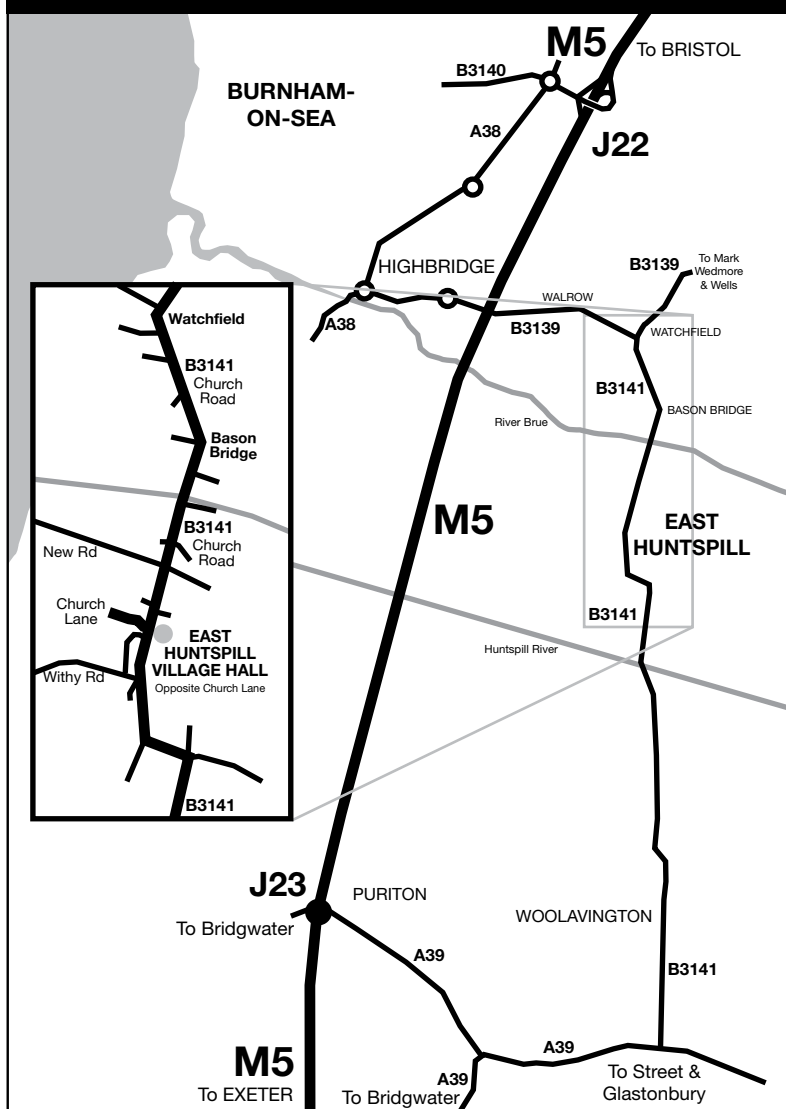 M5
To BRISTOL
B3140
BURNHAM-
ON-SEA
A38
J22
HIGHBRIDGE
B3139
To Mark
Wedmore
& Wells
WALROW
A38
B3139
WATCHFIELD
B3141
BASON BRIDGE
River Brue
M5
EAST
HUNTSPILL
B3141
Huntspill River
Watchfield
B3141
Church
Road
Bason
Bridge
B3141
Church
Road
New Rd
Church
Lane
EAST
HUNTSPILL
VILLAGE HALL
Opposite Church Lane
Withy Rd
B3141
J23
PURITON
To Bridgwater
WOOLAVINGTON
A39
B3141
M5
To EXETER
A39
To Bridgwater
A39
To Street &
Glastonbury